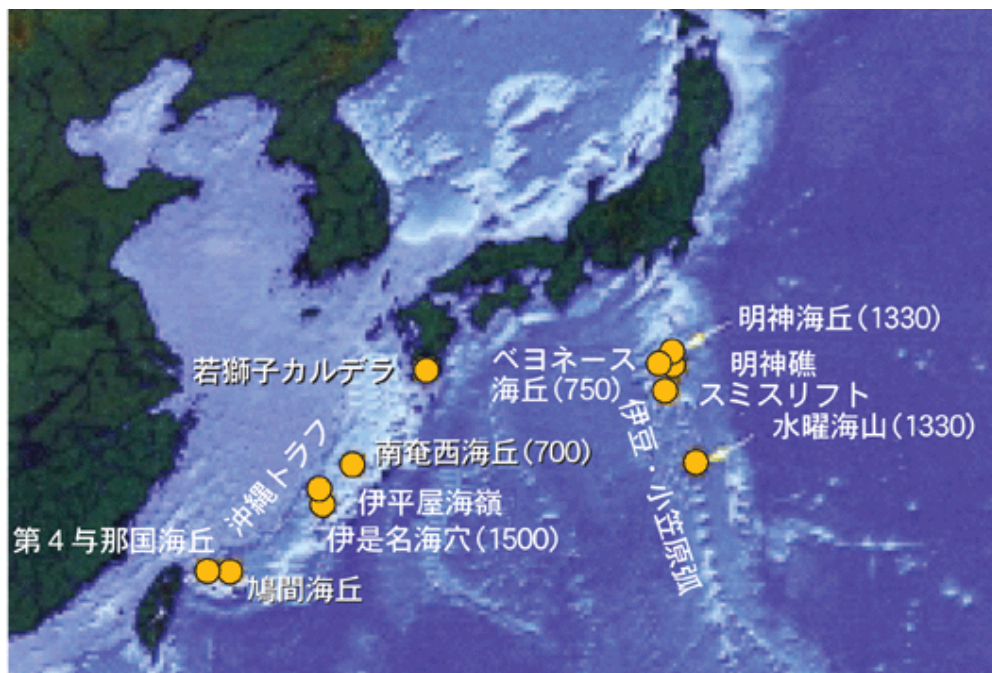 明神海丘(1330)
ベヨネース
海丘(750)
明神礁
スミスリフト
水曜海山(1330)
伊豆・小笠原弧
若獅子カルデラ
南奄西海丘(700)
沖縄トラフ
伊平屋海嶺
伊是名海穴(1500)
第4与那国海丘
鳩間海丘